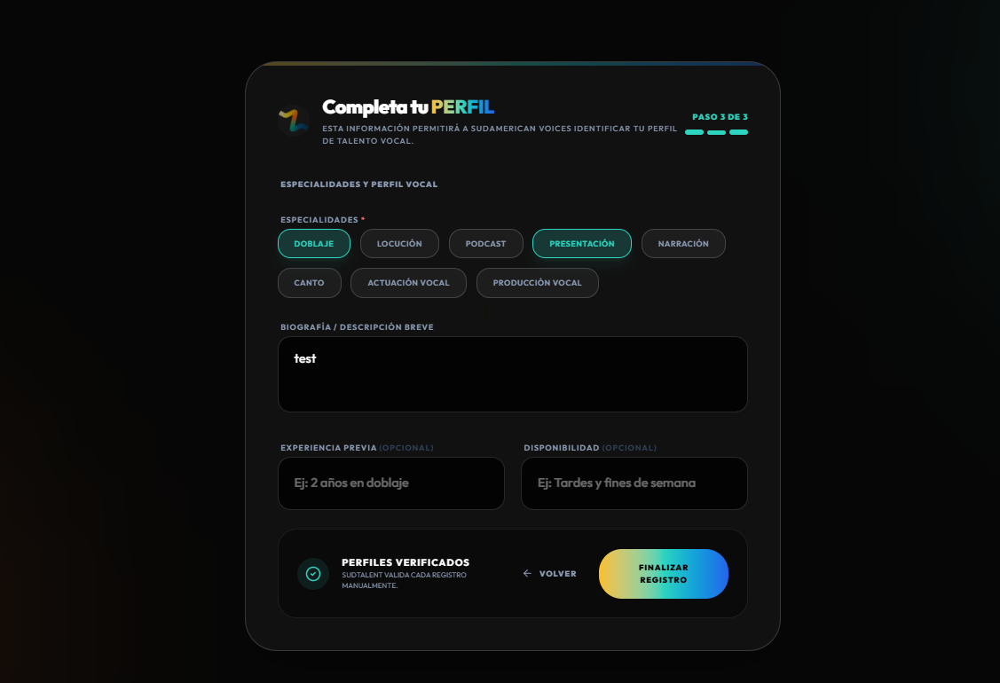 Completa tu PERFIL
PASO 3 DE 3
ESTA INFORMACIÓN PERMITIRÁ A SUDAMERICAN VOICES IDENTIFICAR TU PERFIL
DE TALENTO VOCAL.
ESPECIALIDADES Y PERFIL VOCAL
ESPECIALIDADES *
DOBLAJE LOCUCIÓN PODCAST PRESENTACIÓN NARRACIÓN
CANTO ACTUACIÓN VOCAL PRODUCCIÓN VOCAL
BIOGRAFÍA / DESCRIPCIÓN BREVE
test
EXPERIENCIA PREVIA (OPCIONAL) DISPONIBILIDAD (OPCIONAL)
Ej: 2 años en doblaje Ej: Tardes y fines de semana
PERFILES VERIFICADOS
SUDTALENT VALIDA CADA REGISTRO
MANUALMENTE.
VOLVER
FINALIZAR
REGISTRO